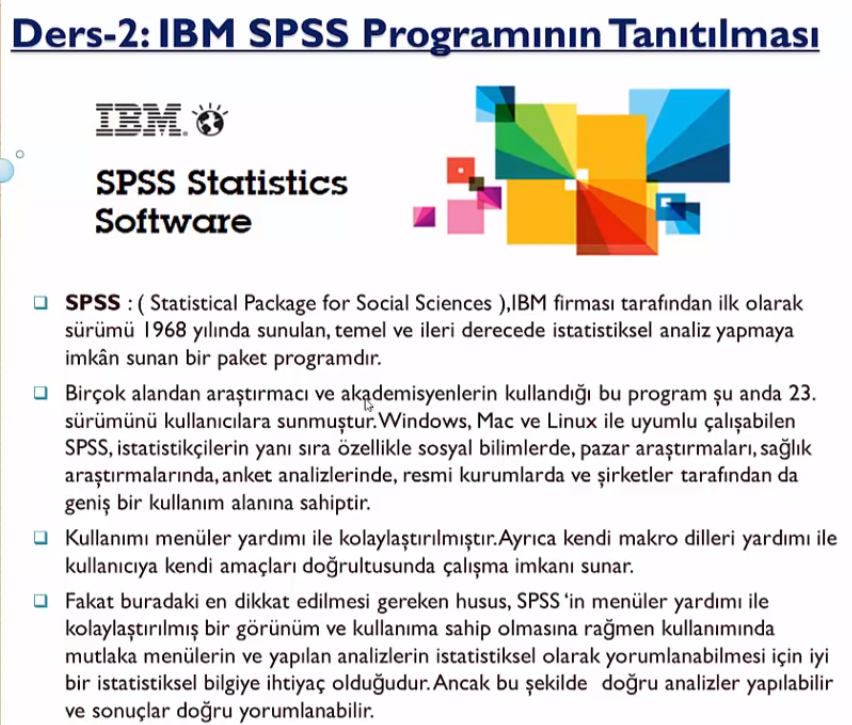 Ders-2: IBM SPSS Programının Tanıtılması
IBM.
SPSS Statistics
Software
SPSS : ( Statistical Package for Social Sciences ),IBM firması tarafından ilk olarak
sürümü 1968 yılında sunulan, temel ve ileri derecede istatistiksel analiz yapmaya
imkân sunan bir paket programdır.
Birçok alandan araştırmacı ve akademisyenlerin kullandığı bu program şu anda 23.
sürümünü kullanıcılara sunmuştur.Windows, Mac ve Linux ile uyumlu çalışabilen
SPSS, istatistikçilerin yanı sıra özellikle sosyal bilimlerde, pazar araştırmaları, sağlık
araştırmalarında, anket analizlerinde, resmi kurumlarda ve şirketler tarafından da
geniş bir kullanım alanına sahiptir.
Kullanımı menüler yardımı ile kolaylaştırılmıştır.Ayrıca kendi makro dilleri yardımı ile
kullanıcıya kendi amaçları doğrultusunda çalışma imkanı sunar.
Fakat buradaki en dikkat edilmesi gereken husus, SPSS 'in menüler yardımı ile
kolaylaştırılmış bir görünüm ve kullanıma sahip olmasına rağmen kullanımında
mutlaka menülerin ve yapılan analizlerin istatistiksel olarak yorumlanabilmesi için iyi
bir istatistiksel bilgiye ihtiyaç olduğudur.Ancak bu şekilde doğru analizler yapılabilir
ve sonuçlar doğru yorumlanabilir.